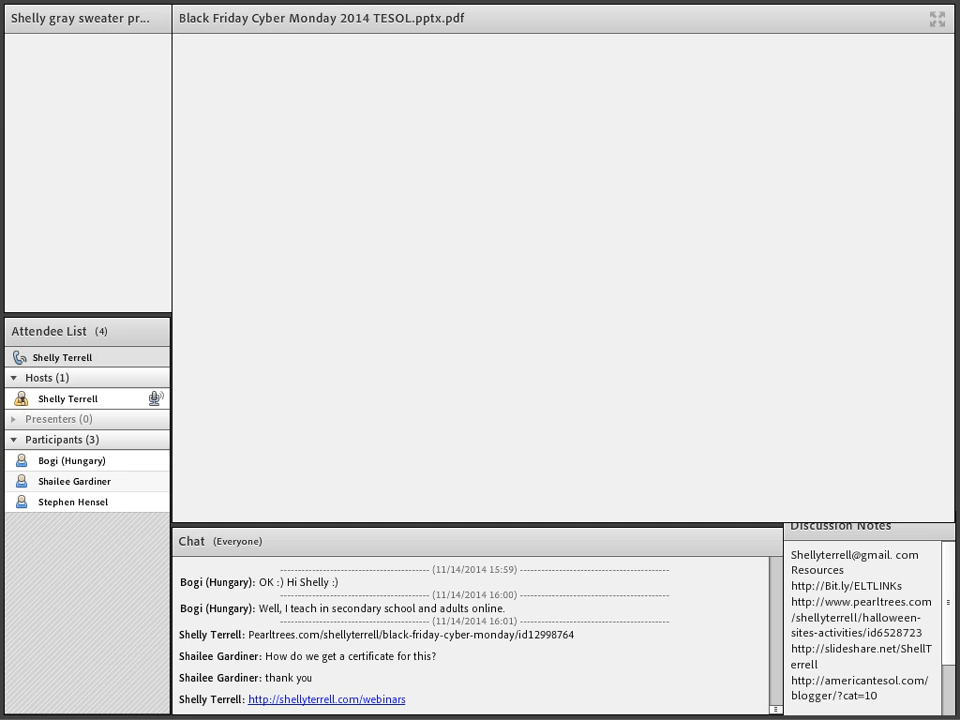 Shelly gray sweater pr...
Black Friday Cyber Monday 2014 TESOL.pptx.pdf
Attendee List (4)
Shelly Terrell
Hosts (1)
Shelly Terrell
Presenters (0)
Participants (3)
Bogi (Hungary)
Shailee Gardiner
Stephen Hensel
Chat (Everyone)
------------------------------------------ (11/14/2014 15:59) ------------------------------------------
Bogi (Hungary): OK :) Hi Shelly :)
------------------------------------------ (11/14/2014 16:00) ------------------------------------------
Bogi (Hungary): Well, I teach in secondary school and adults online.
------------------------------------------ (11/14/2014 16:01) ------------------------------------------
Shelly Terrell: Pearltrees.com/shellyterrell/black-friday-cyber-monday/id12998764
Shailee Gardiner: How do we get a certificate for this?
Shailee Gardiner: thank you
Shelly Terrell: http://shellyterrell.com/webinars
Discussion Notes
Shellyterrell@gmail. com
Resources
http://Bit.ly/ELTLINKs
http://www.pearltrees.com
/shellyterrell/halloween-
sites-activities/id6528723
http://slideshare.net/ShellT
errell
http://americantesol.com/
blogger/?cat=10